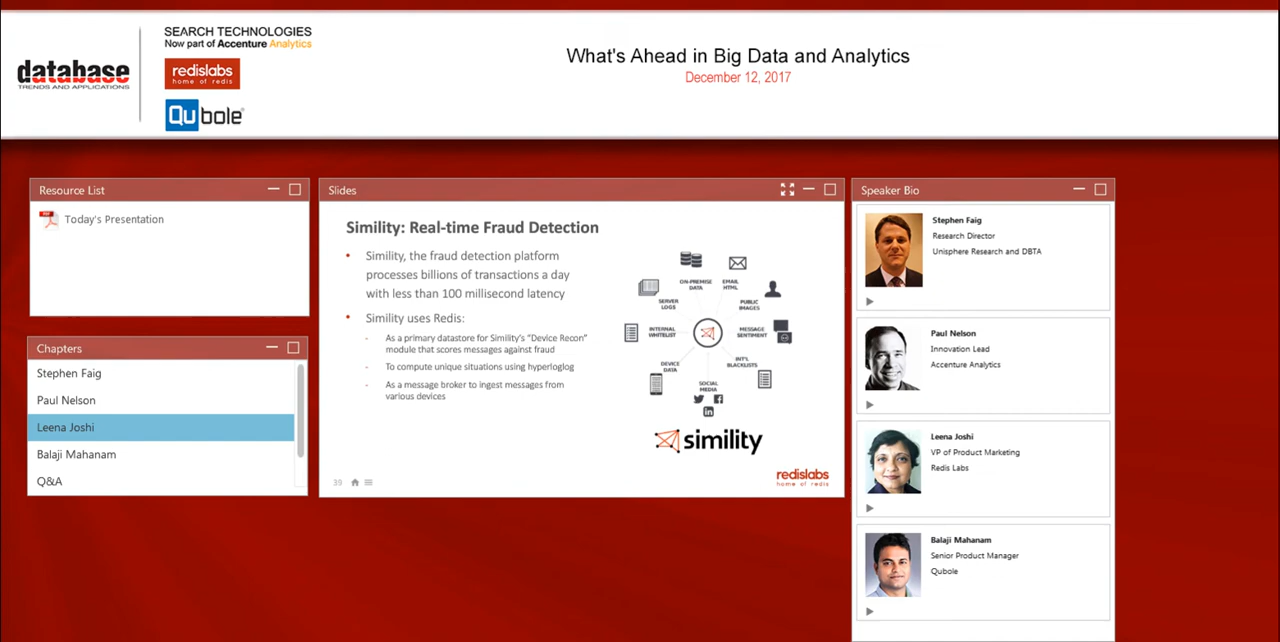 SEARCH TECHNOLOGIES
Now part of Accenture Analytics
database
TRENDS AND APPLICATIONS
redislabs
home of redis
Qubole
What's Ahead in Big Data and Analytics
December 12, 2017
Resource List
Today's Presentation
Chapters
Stephen Faig
Paul Nelson
Leena Joshi
Balaji Mahanam
Q&A
Slides
Simility: Real-time Fraud Detection
• Simility, the fraud detection platform
processes billions of transactions a day
with less than 100 millisecond latency
• Simility uses Redis:
- As a primary datastore for Simility's "Device Recon"
module that scores messages against fraud
- To compute unique situations using hyperloglog
- As a message broker to ingest messages from
various devices
ON-PREMISE
DATA
EMAIL
HTML
SERVER
LOGS
PUBLIC
IMAGES
INTERNAL
WHITELIST
MESSAGE
SENTIMENT
DEVICE
DATA
INT'L
BLACKLISTS
SOCIAL
MEDIA
simility
39
redislabs
home of redis
Speaker Bio
Stephen Faig
Research Director
Unisphere Research and DBTA
Paul Nelson
Innovation Lead
Accenture Analytics
Leena Joshi
VP of Product Marketing
Redis Labs
Balaji Mahanam
Senior Product Manager
Qubole